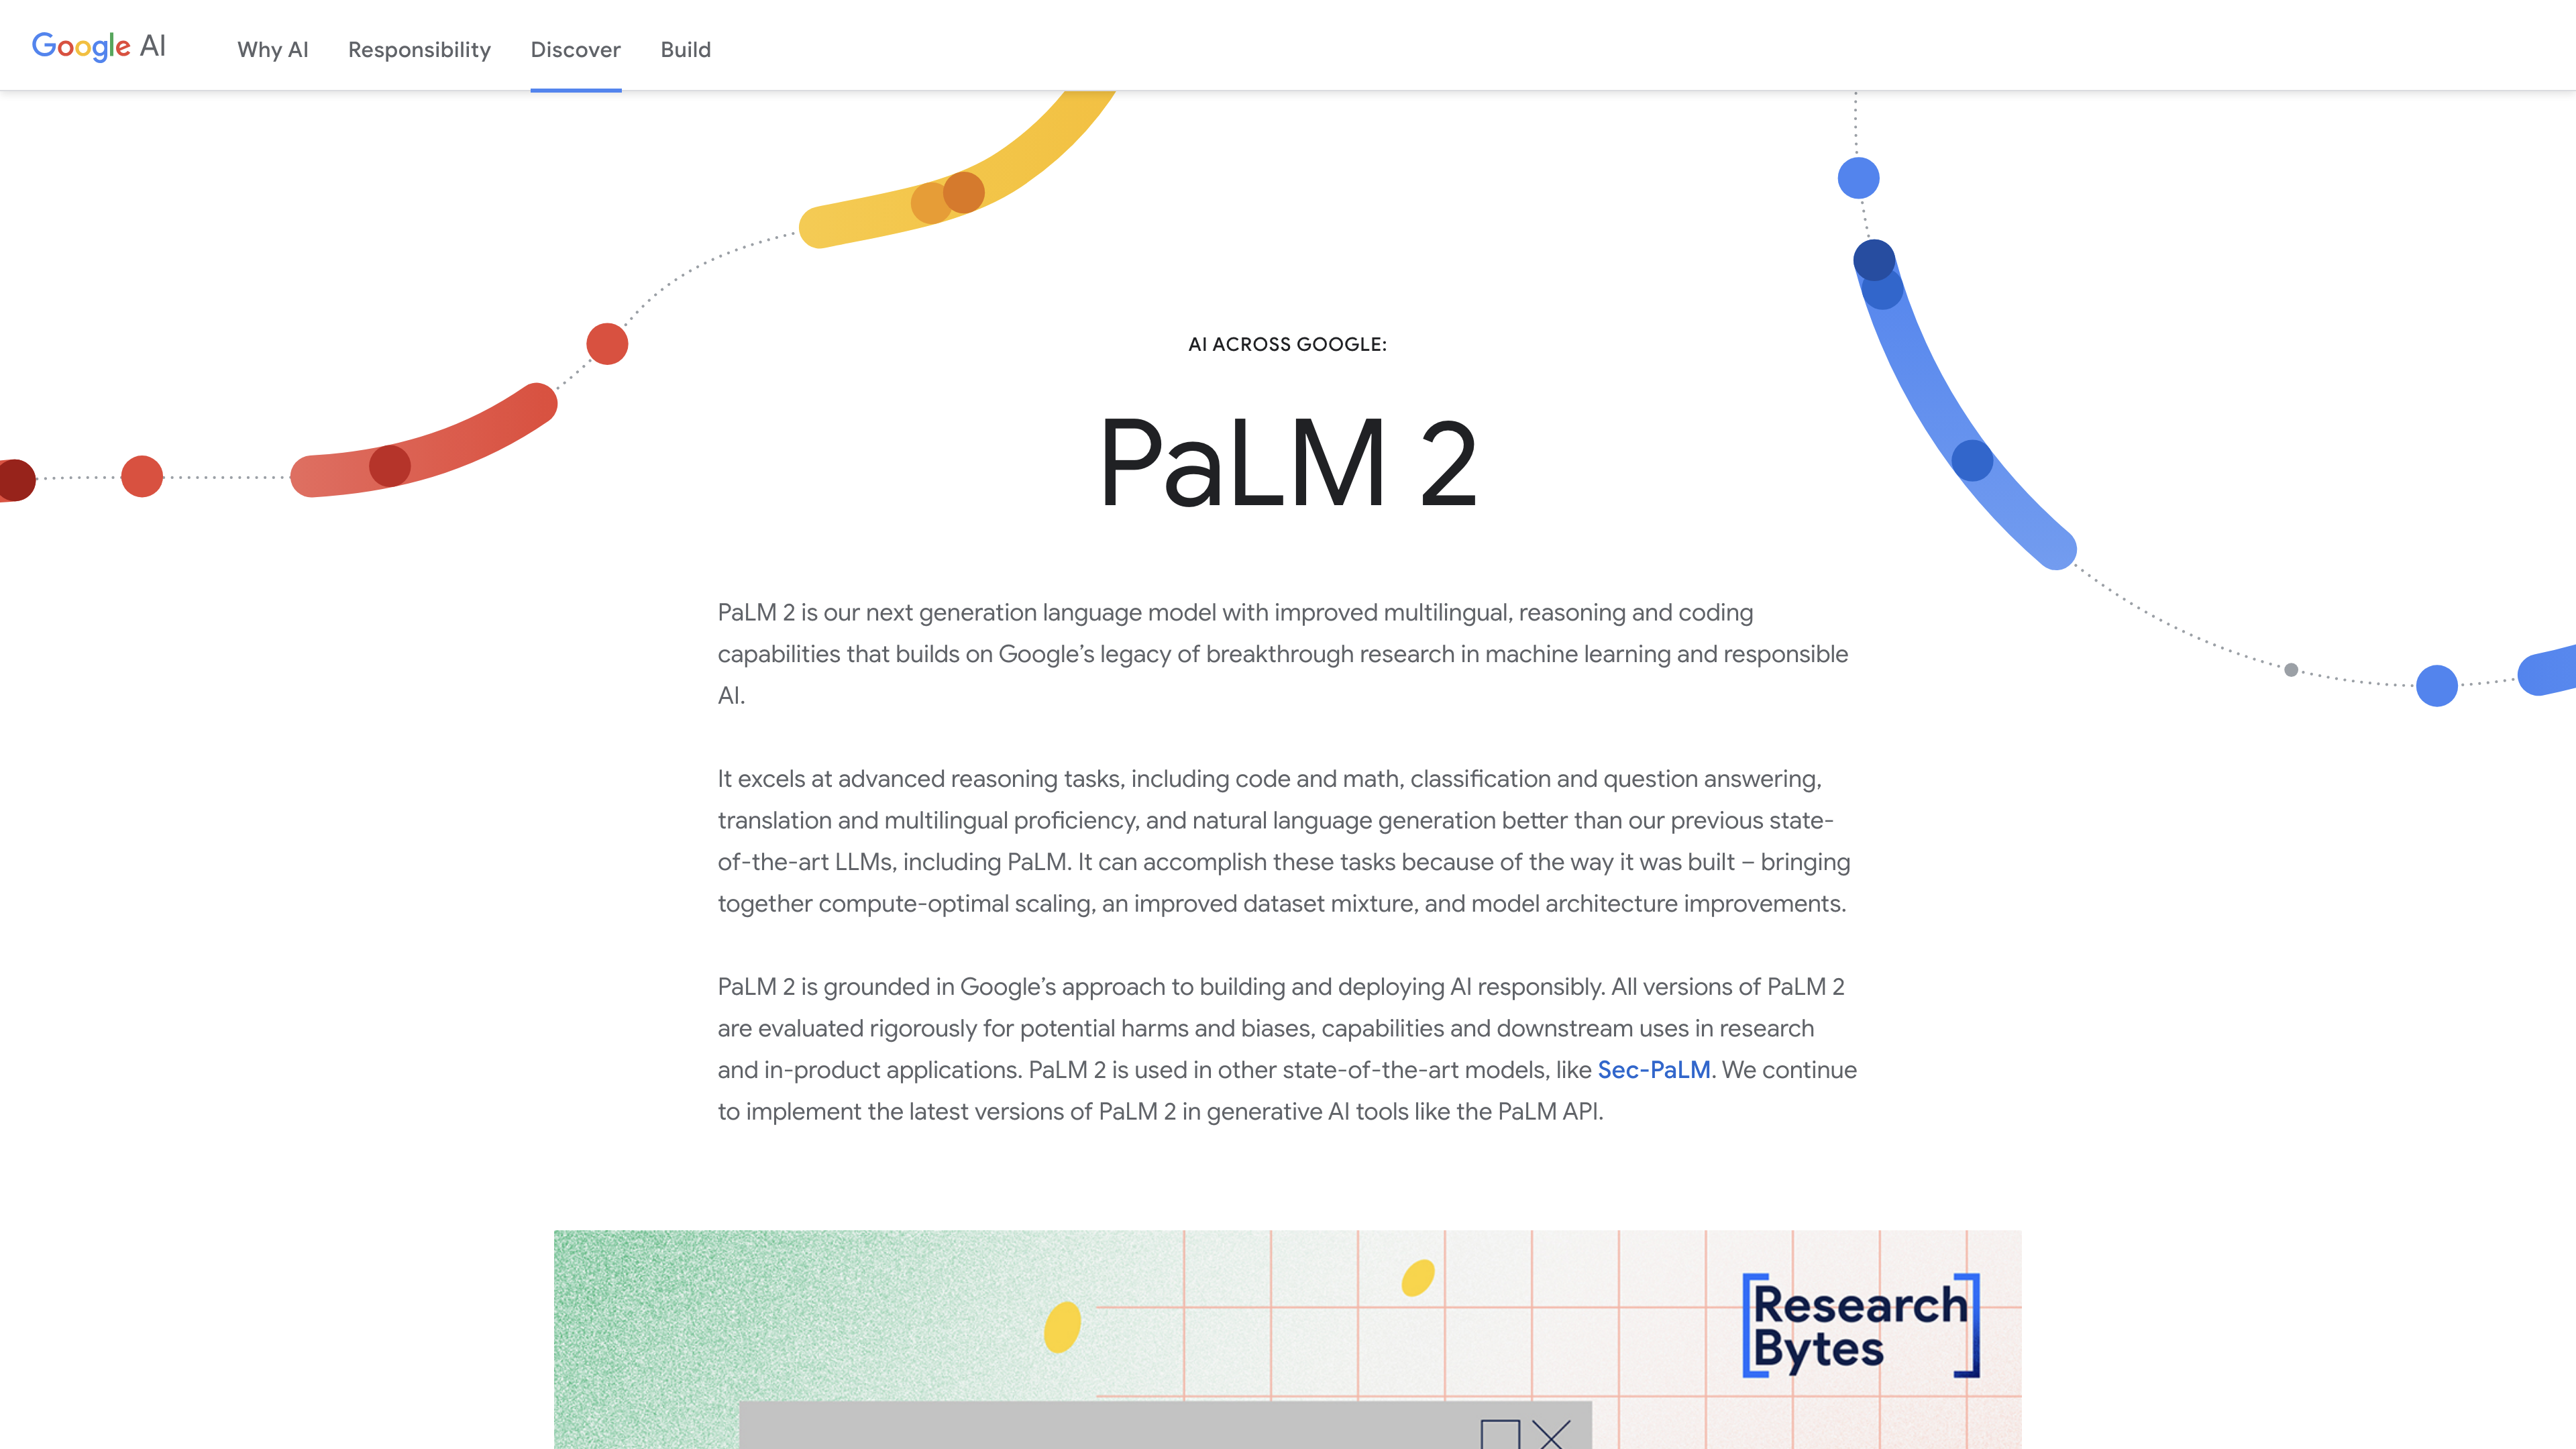 Google AI
Why AI
Responsibility
Discover
Build
AI ACROSS GOOGLE:
PaLM 2
PaLM 2 is our next generation language model with improved multilingual, reasoning and coding
capabilities that builds on Google’s legacy of breakthrough research in machine learning and responsible
AI.
It excels at advanced reasoning tasks, including code and math, classification and question answering,
translation and multilingual proficiency, and natural language generation better than our previous state-
of-the-art LLMs, including PaLM. It can accomplish these tasks because of the way it was built – bringing
together compute-optimal scaling, an improved dataset mixture, and model architecture improvements.
PaLM 2 is grounded in Google’s approach to building and deploying AI responsibly. All versions of PaLM 2
are evaluated rigorously for potential harms and biases, capabilities and downstream uses in research
and in-product applications. PaLM 2 is used in other state-of-the-art models, like Sec-PaLM. We continue
to implement the latest versions of PaLM 2 in generative AI tools like the PaLM API.
[Research
Bytes]